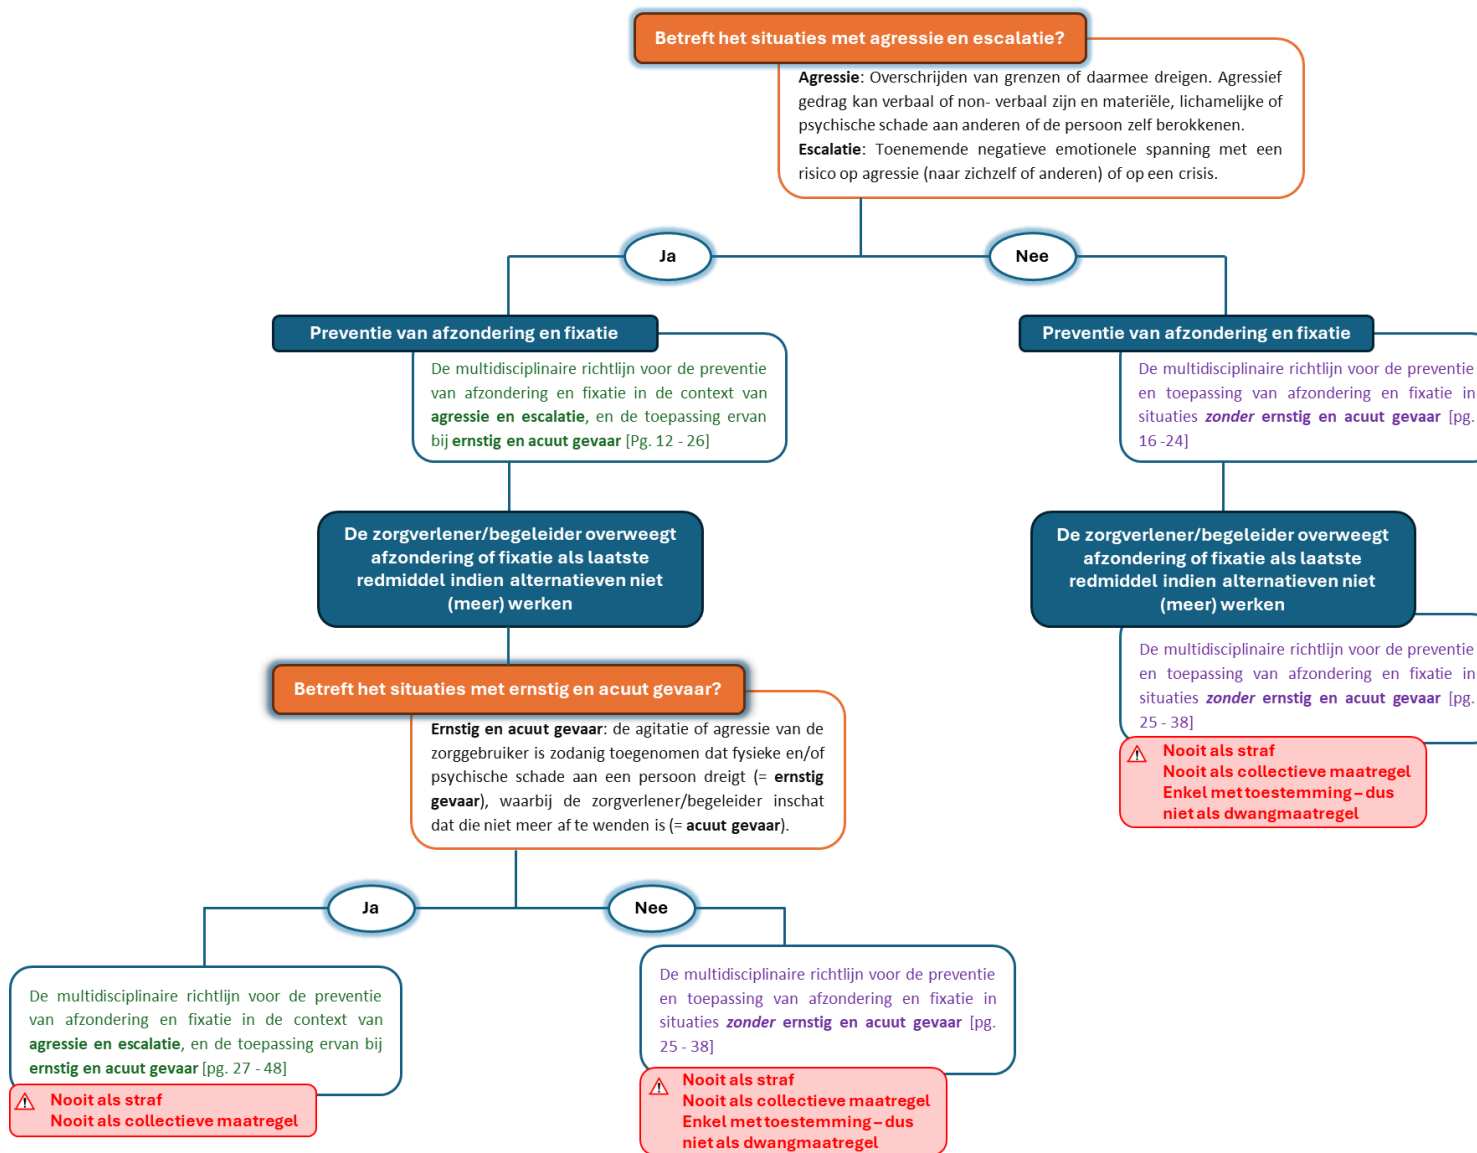 Betreft het situaties met agressie en escalatie?
Agressie: Overschrijden van grenzen of daarmee dreigen. Agressief
gedrag kan verbaal of non- verbaal zijn en materiële, lichamelijke of
psychische schade aan anderen of de persoon zelf berokkenen.
Escalatie: Toenemende negatieve emotionele spanning met een
risico op agressie (naar zichzelf of anderen) of op een crisis.
Ja
Nee
Preventie van afzondering en fixatie
De multidisciplinaire richtlijn voor de preventie
van afzondering en fixatie in de context van
agressie en escalatie, en de toepassing ervan
bij ernstig en acuut gevaar [Pg. 12 - 26]
Preventie van afzondering en fixatie
De multidisciplinaire richtlijn voor de preventie
en toepassing van afzondering en fixatie in
situaties zonder ernstig en acuut gevaar [pg.
16 -24]
De zorgverlener/begeleider overweegt
afzondering of fixatie als laatste
redmiddel indien alternatieven niet
(meer) werken
De zorgverlener/begeleider overweegt
afzondering of fixatie als laatste
redmiddel indien alternatieven niet
(meer) werken
De multidisciplinaire richtlijn voor de preventie
en toepassing van afzondering en fixatie in
situaties zonder ernstig en acuut gevaar [pg.
25 - 38]
Nooit als straf
Nooit als collectieve maatregel
Enkel met toestemming – dus
niet als dwangmaatregel
Betreft het situaties met ernstig en acuut gevaar?
Ernstig en acuut gevaar: de agitatie of agressie van de
zorggebruiker is zodanig toegenomen dat fysieke en/of
psychische schade aan een persoon dreigt (= ernstig
gevaar), waarbij de zorgverlener/begeleider inschat
dat die niet meer af te wenden is (= acuut gevaar).
Ja
Nee
De multidisciplinaire richtlijn voor de preventie
van afzondering en fixatie in de context van
agressie en escalatie, en de toepassing ervan bij
ernstig en acuut gevaar [pg. 27 - 48]
Nooit als straf
Nooit als collectieve maatregel
De multidisciplinaire richtlijn voor de preventie
en toepassing van afzondering en fixatie in
situaties zonder ernstig en acuut gevaar [pg.
25 - 38]
Nooit als straf
Nooit als collectieve maatregel
Enkel met toestemming – dus
niet als dwangmaatregel